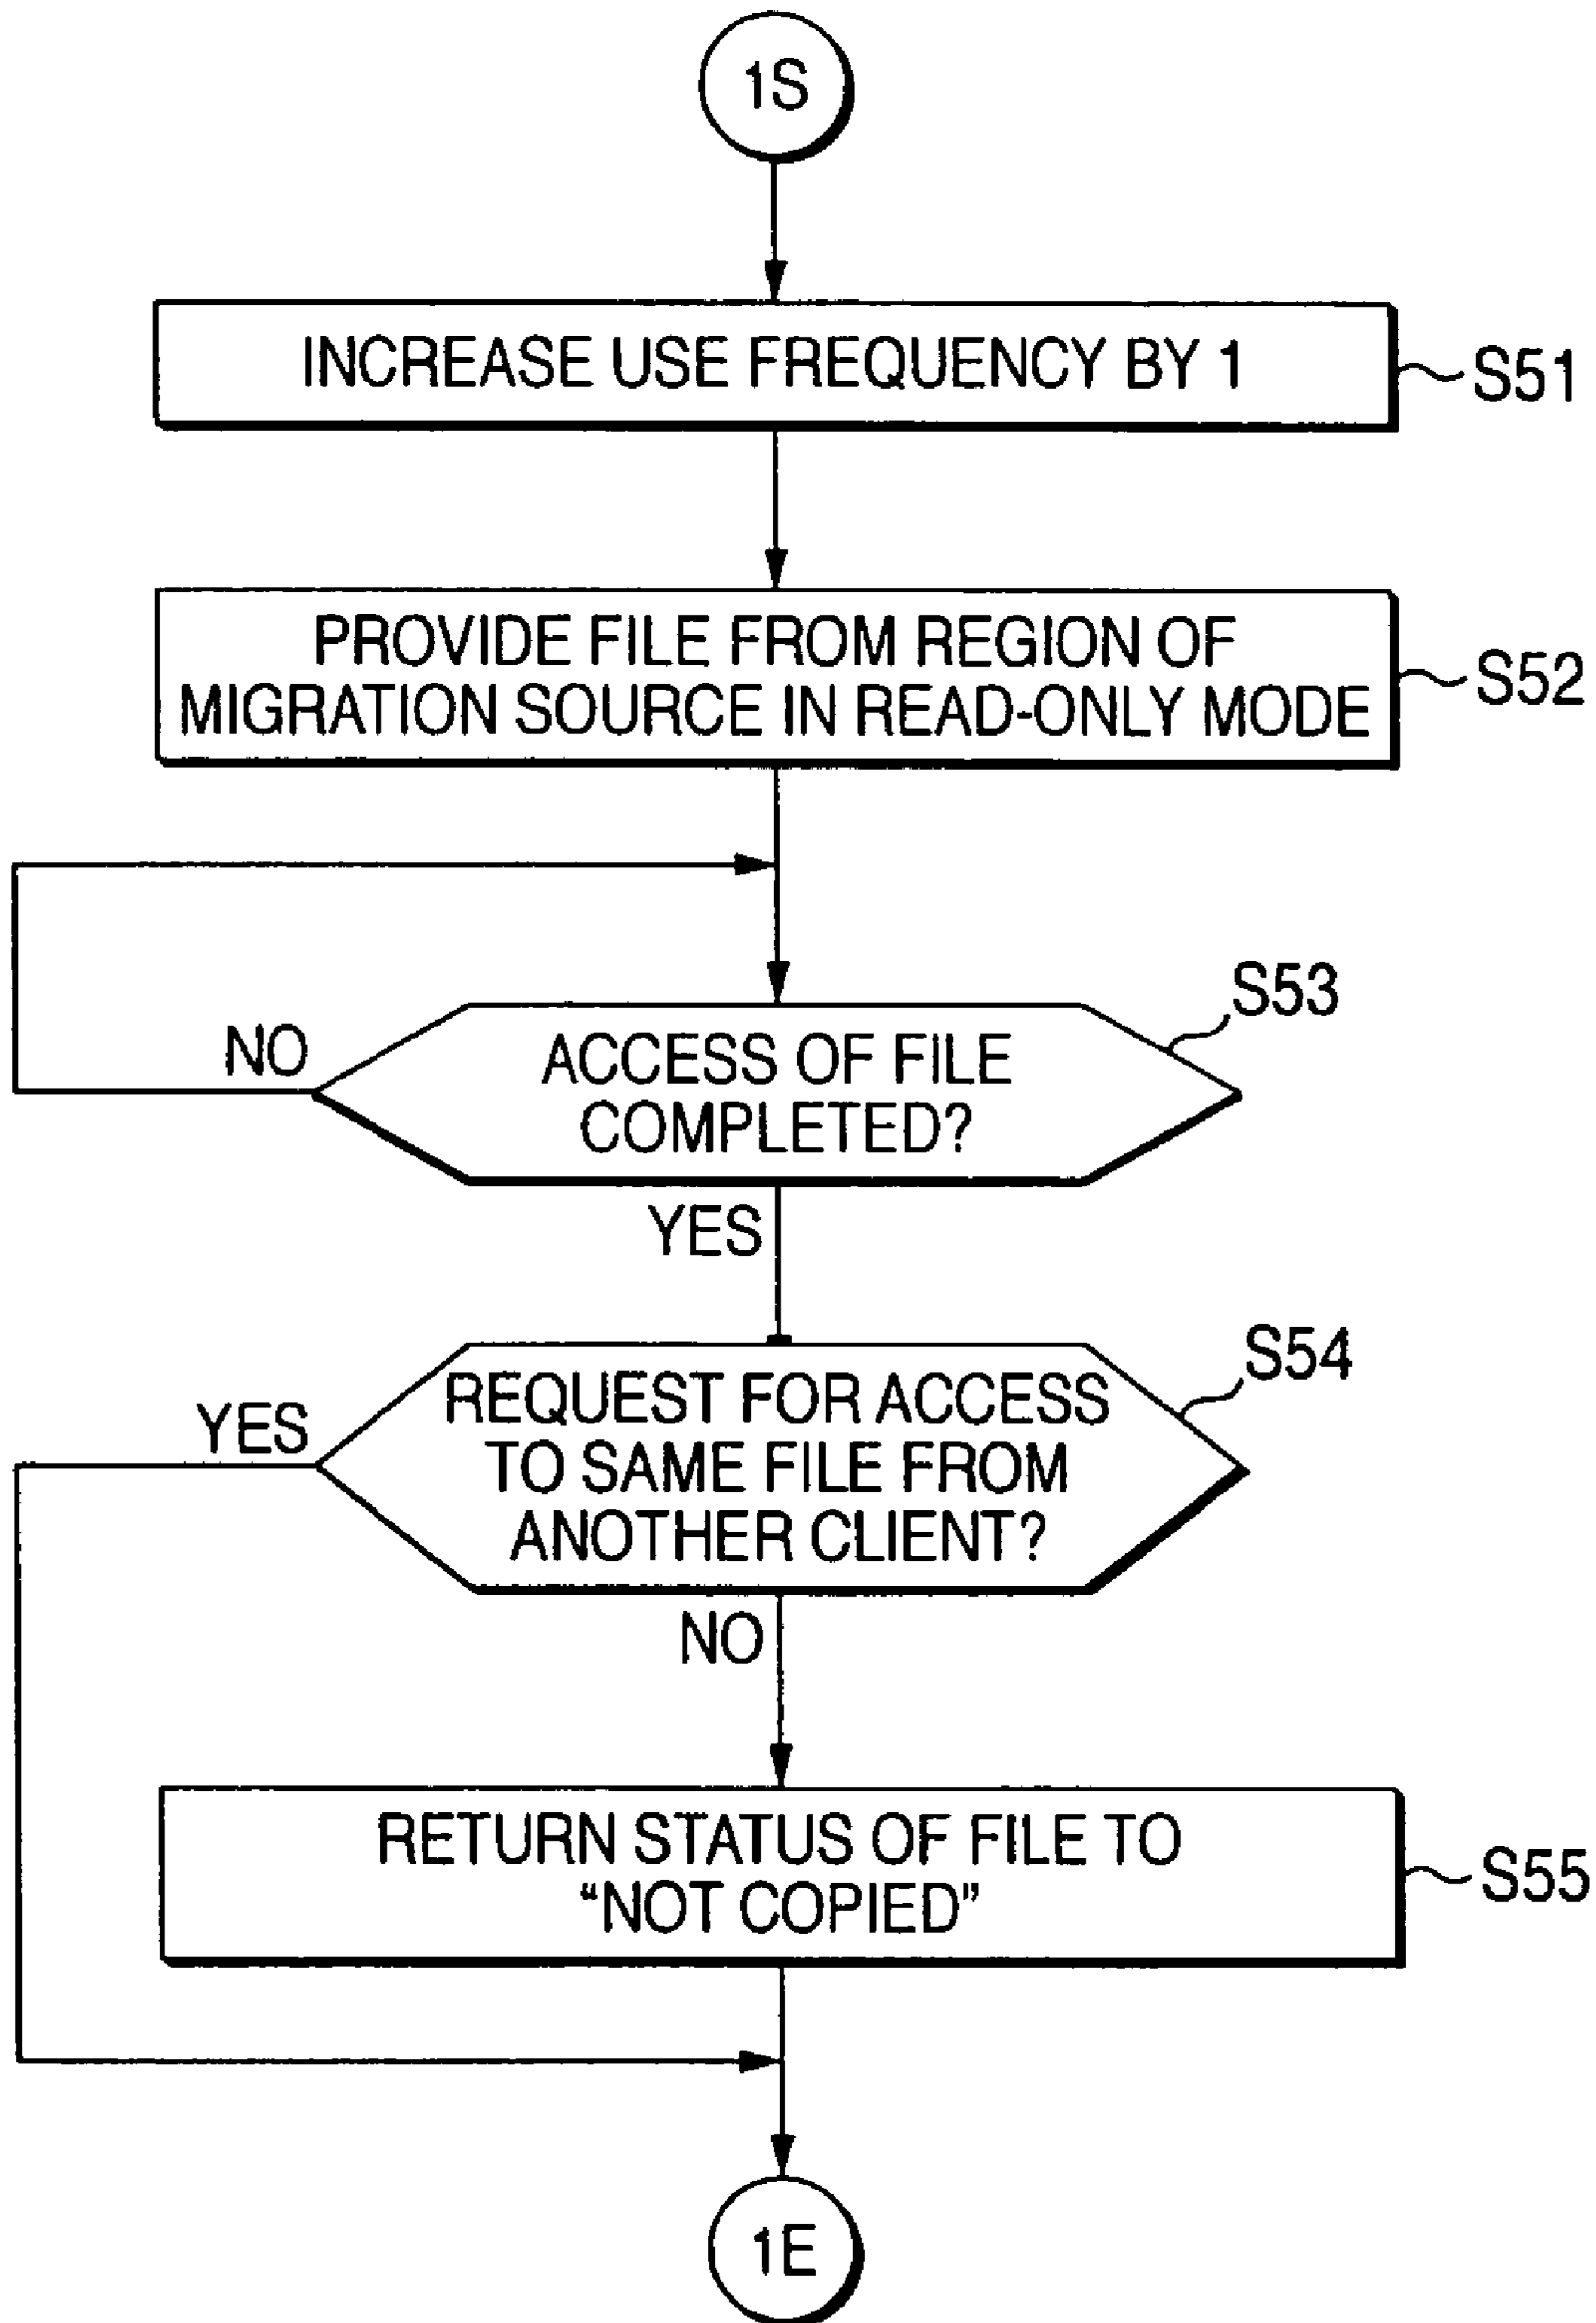 1S
INCREASE USE FREQUENCY BY 1
S51
PROVIDE FILE FROM REGION OF
MIGRATION SOURCE IN READ-ONLY MODE
S52
S53
NO
ACCESS OF FILE
COMPLETED?
YES
S54
YES
REQUEST FOR ACCESS
TO SAME FILE FROM
ANOTHER CLIENT?
NO
RETURN STATUS OF FILE TO
“NOT COPIED”
S55
1E